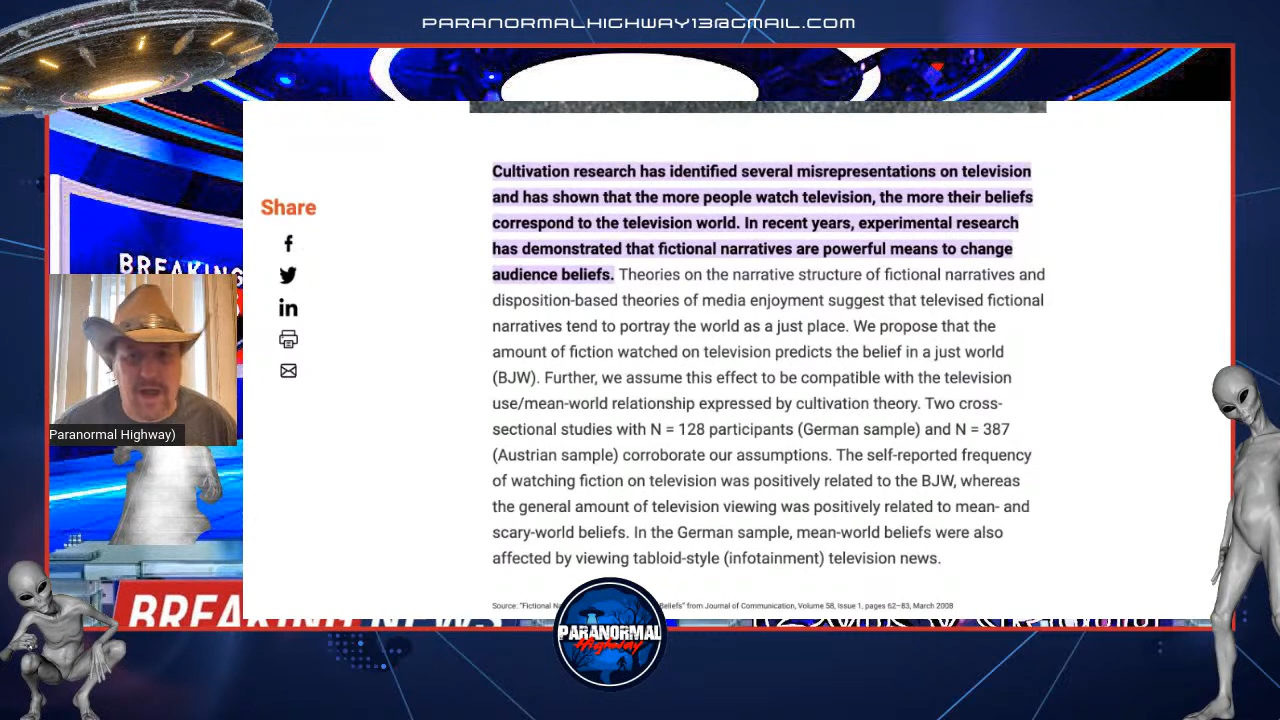 PARANORMALHIGHWAY13@GMAIL.COM
BREAKING
Share
Paranormal Highway)
Cultivation research has identified several misrepresentations on television
and has shown that the more people watch television, the more their beliefs
correspond to the television world. In recent years, experimental research
has demonstrated that fictional narratives are powerful means to change
audience beliefs. Theories on the narrative structure of fictional narratives and
disposition-based theories of media enjoyment suggest that televised fictional
narratives tend to portray the world as a just place. We propose that the
amount of fiction watched on television predicts the belief in a just world
(BJW). Further, we assume this effect to be compatible with the television
use/mean-world relationship expressed by cultivation theory. Two cross-
sectional studies with N = 128 participants (German sample) and N = 387
(Austrian sample) corroborate our assumptions. The self-reported frequency
of watching fiction on television was positively related to the BJW, whereas
the general amount of television viewing was positively related to mean- and
scary-world beliefs. In the German sample, mean-world beliefs were also
affected by viewing tabloid-style (infotainment) television news.
Source: "Fictional Beliefs" from Journal of Communication, Volume 58, Issue 1, pages 62–83, March 2008
BREAKING NEWS
PARANORMAL
Highway